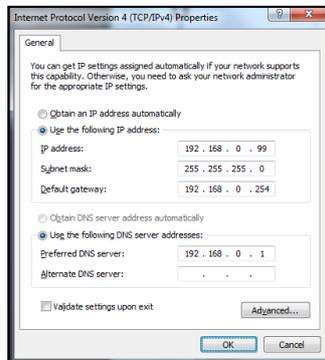 Internet Protocol Version 4 (TCP/IPv4) Properties
General
You can get IP settings assigned automatically if your network supports
this capability. Otherwise, you need to ask your network administrator
for the appropriate IP settings.
Obtain an IP address automatically
Use the following IP address:
IP address: 192 . 168 . 0 . 99
Subnet mask: 255 . 255 . 255 . 0
Default gateway: 192 . 168 . 0 . 254
Obtain DNS server address automatically
Use the following DNS server addresses:
Preferred DNS server: 192 . 168 . 0 . 1
Alternate DNS server: . . .
Validate settings upon exit
Advanced...
OK Cancel